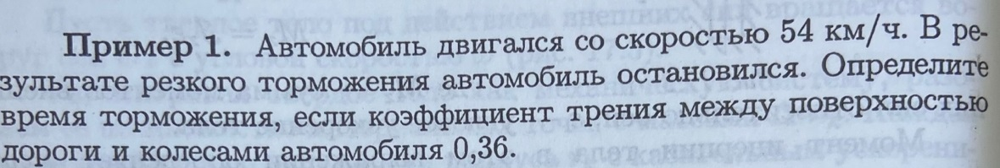 Пример 1. Автомобиль двигался со скоростью 54 км/ч. В ре-
зультате резкого торможения автомобиль остановился. Определите
время торможения, если коэффициент трения между поверхностью
дороги и колесами автомобиля 0,36.